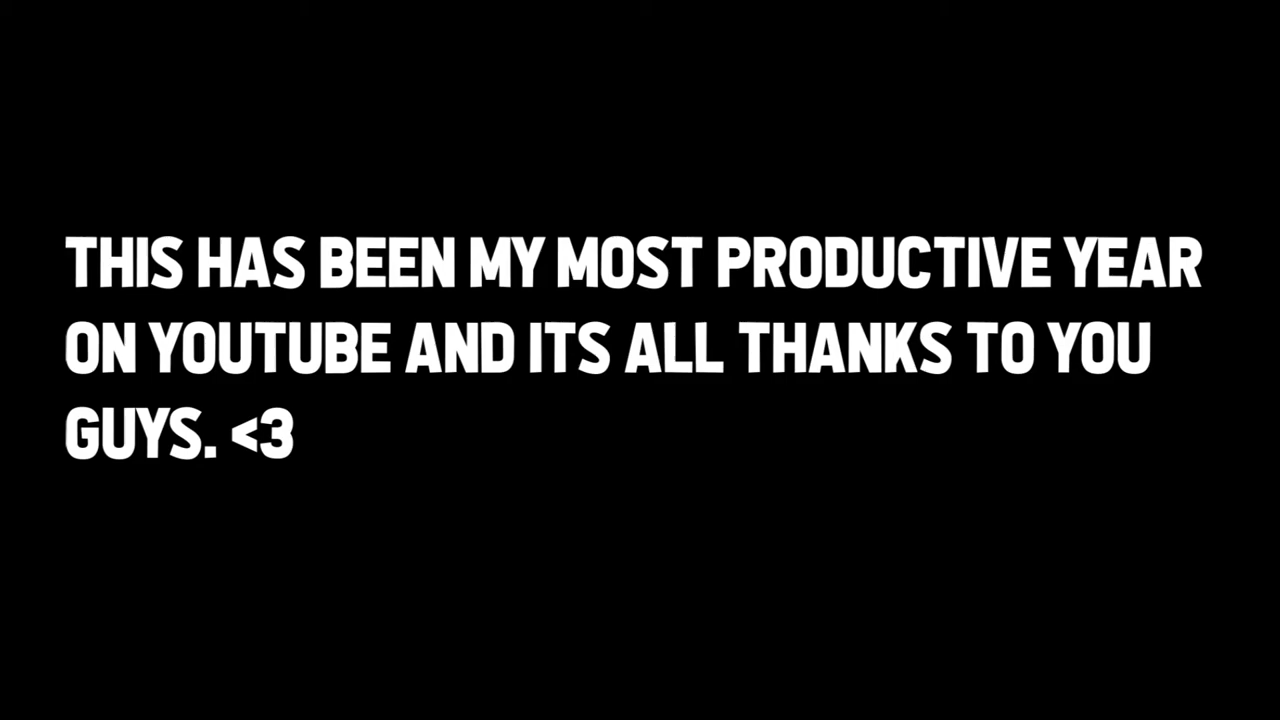 THIS HAS BEEN MY MOST PRODUCTIVE YEAR
ON YOUTUBE AND ITS ALL THANKS TO YOU
GUYS. <3